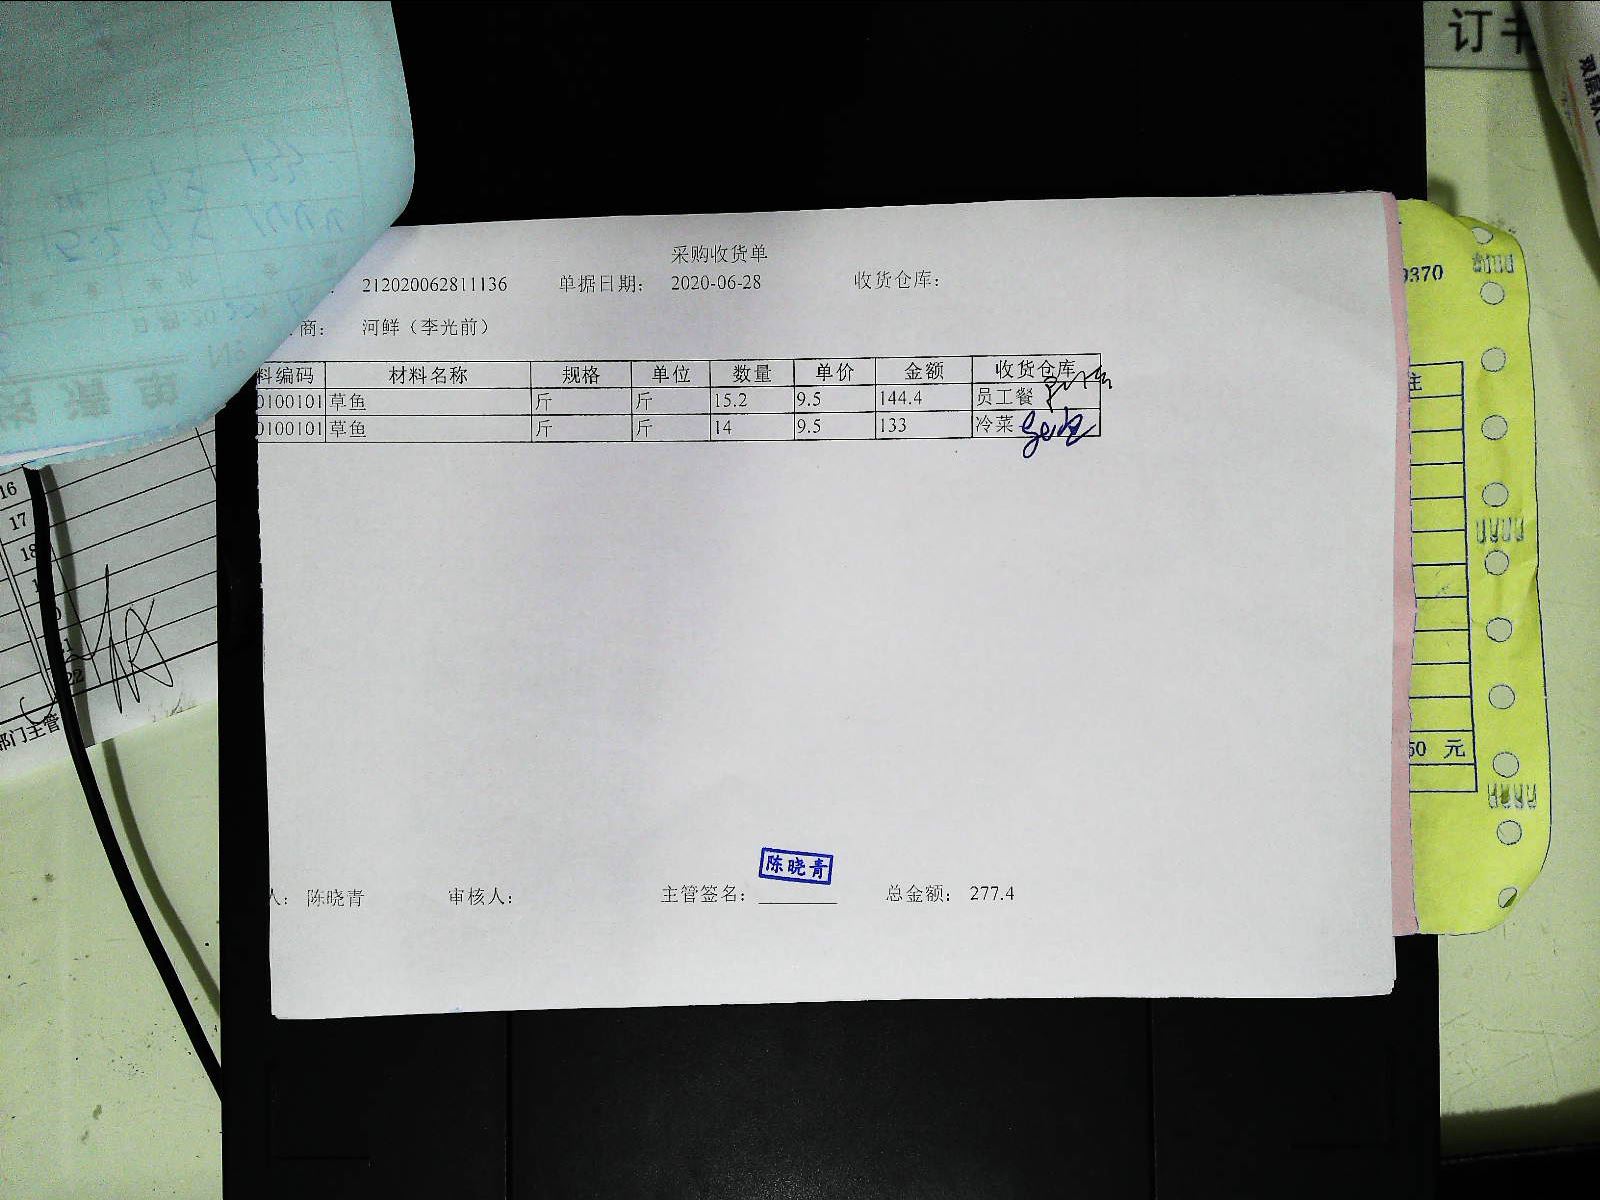 采购收货单
212020062811136 单据日期： 2020-06-28 收货仓库：
商： 河鲜（李光前）
料编码 材料名称 规格 单位 数量 单价 金额 收货仓库
0100101 草鱼 斤 斤 15.2 9.5 144.4 员工餐
0100101 草鱼 斤 斤 14 9.5 133 冷菜
陈晓青
人： 陈晓青 审核人： 主管签名： 总金额： 277.4
16
17
18
22
部门主管
订书
双层软
9370
注
50 元